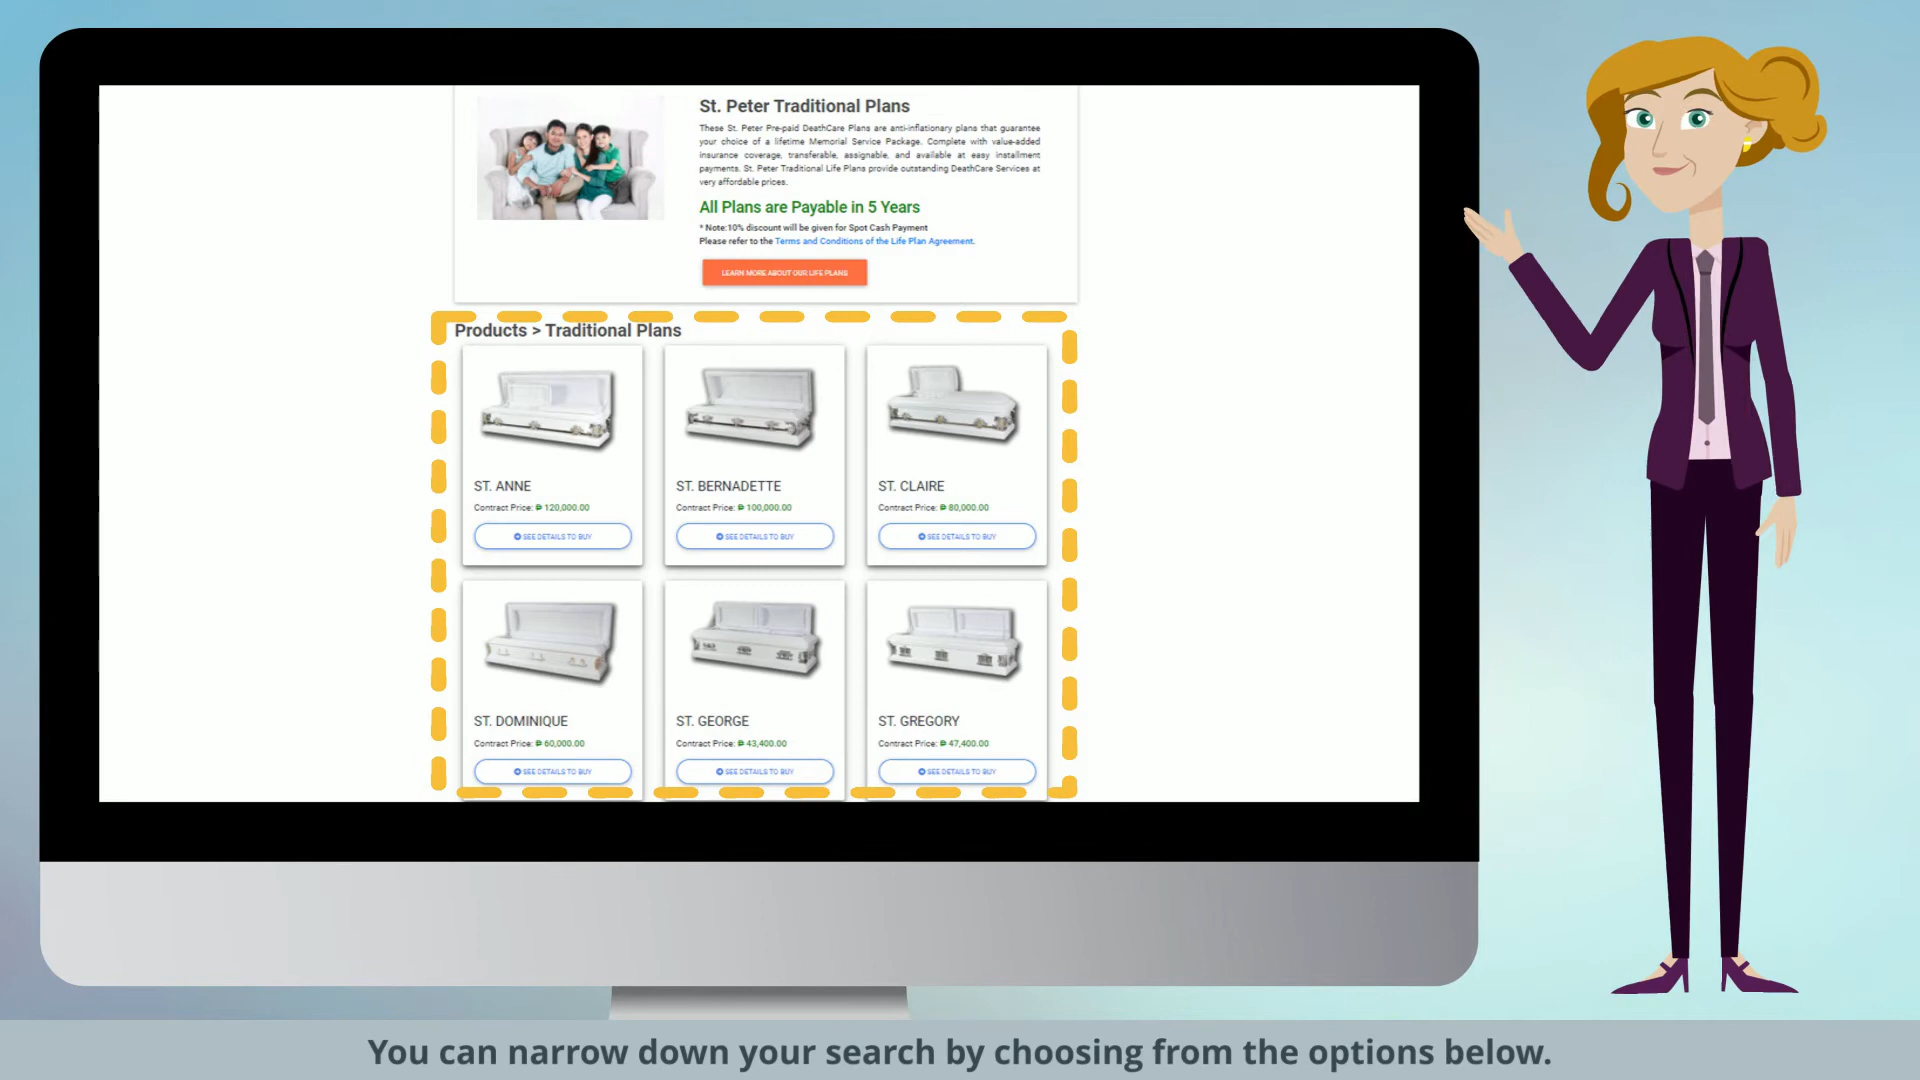 St. Peter Traditional Plans
These St. Peter Pre-paid DeathCare Plans are anti-inflationary plans that guarantee
your choice of a lifetime Memorial Service Package. Complete with value-added
insurance coverage, transferable, assignable, and available at easy installment
payments. St. Peter Traditional Life Plans provide outstanding DeathCare Services at
very affordable prices.
All Plans are Payable in 5 Years
* Note:10% discount will be given for Spot Cash Payment
Please refer to the Terms and Conditions of the Life Plan Agreement.
LEARN MORE ABOUT OUR LIFE PLANS
Products > Traditional Plans
ST. ANNE
Contract Price: ₱ 120,000.00
SEE DETAILS TO BUY
ST. BERNADETTE
Contract Price: ₱ 100,000.00
SEE DETAILS TO BUY
ST. CLAIRE
Contract Price: ₱ 80,000.00
SEE DETAILS TO BUY
ST. DOMINIQUE
Contract Price: ₱ 60,000.00
SEE DETAILS TO BUY
ST. GEORGE
Contract Price: ₱ 43,400.00
SEE DETAILS TO BUY
ST. GREGORY
Contract Price: ₱ 47,400.00
SEE DETAILS TO BUY
You can narrow down your search by choosing from the options below.